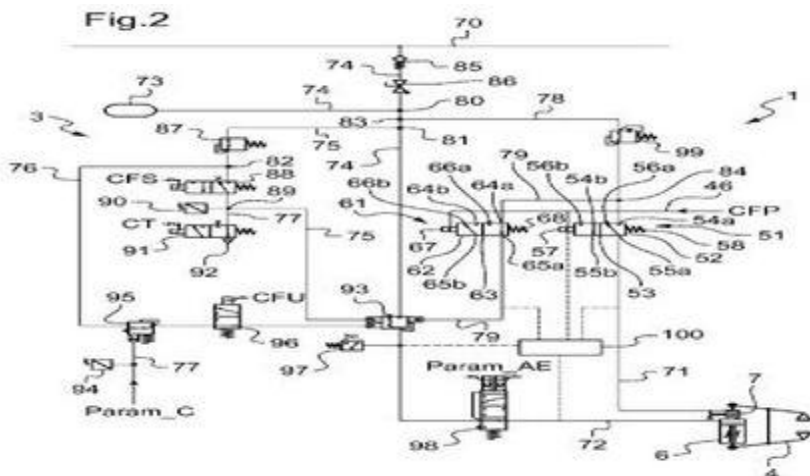 Fig.2
70
74 85
73 86
74 80 78 1
3 87 83 81 99
75
76 82 74 66a 79 56b 56a 84
CFS 88 66b 64b 64a 54b 46
90 89 61 68 CFP
CT 77 67 57 54a 51
91 75 62 65a 58
92 65b 63 55b 53 55a 52
95 CFU 93
79 100
96 97
94 77 Param_AE 71
Param_C 7
98 72 6 4